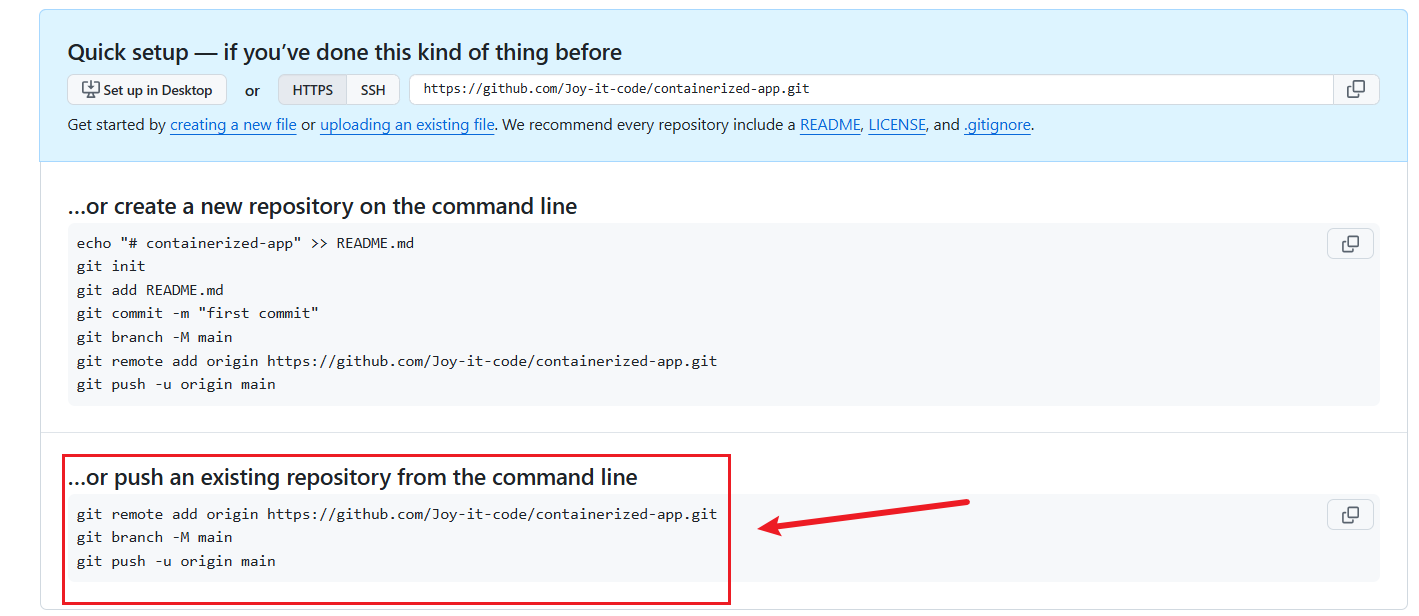 Quick setup — if you’ve done this kind of thing before
Set up in Desktop or HTTPS SSH https://github.com/Joy-it-code/containerized-app.git
Get started by creating a new file or uploading an existing file. We recommend every repository include a README, LICENSE, and .gitignore.
…or create a new repository on the command line
echo "# containerized-app" >> README.md
git init
git add README.md
git commit -m "first commit"
git branch -M main
git remote add origin https://github.com/Joy-it-code/containerized-app.git
git push -u origin main
…or push an existing repository from the command line
git remote add origin https://github.com/Joy-it-code/containerized-app.git
git branch -M main
git push -u origin main